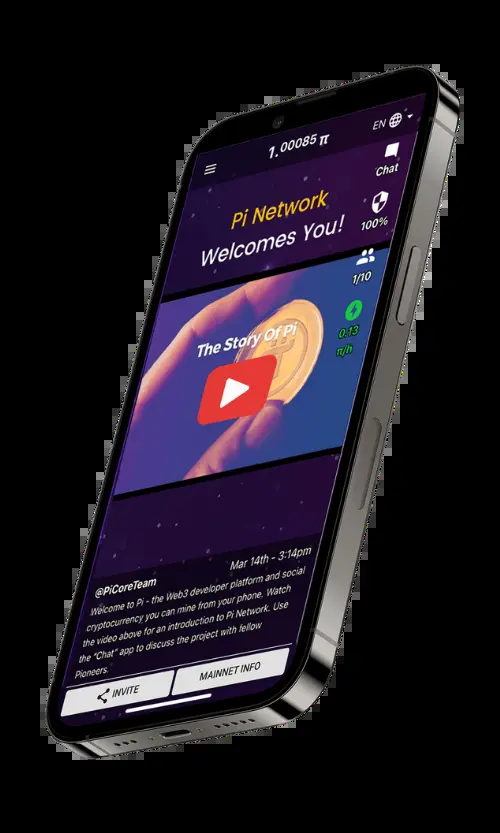 1.00085 π
EN
Chat
Pi Network
Welcomes You!
100%
1/10
0.13
π/h
The Story Of Pi
Mar 14th - 3:14pm
@PiCoreTeam
Welcome to Pi - the Web3 developer platform and social
cryptocurrency you can mine from your phone. Watch
the video above for an introduction to Pi Network. Use
the "Chat" app to discuss the project with fellow
Pioneers.
INVITE
MAINNET INFO